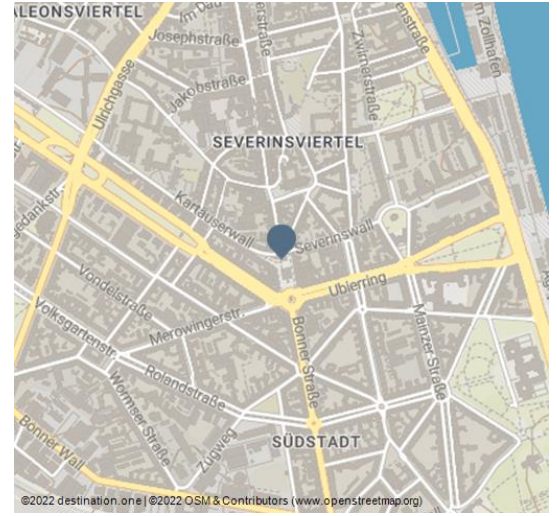 ALEONSVIERTEL
Im Dau
Josephstraße
Zwirnerstraße
m Zollhafen
Jakobstraße
Ulrichgasse
SEVERINSVIERTEL
gedankstr.
Kartäuserwall
Severinswall
Ubierring
Vondelstraße
Merowingerstr.
Bonner Straße
Mainzer Straße
Volksgartenstr.
Rolandstraße
Wormser Straße
Zugweg
Bonner Wall
SÜDSTADT
©2022 destination.one | ©2022 OSM & Contributors (www.openstreetmap.org)